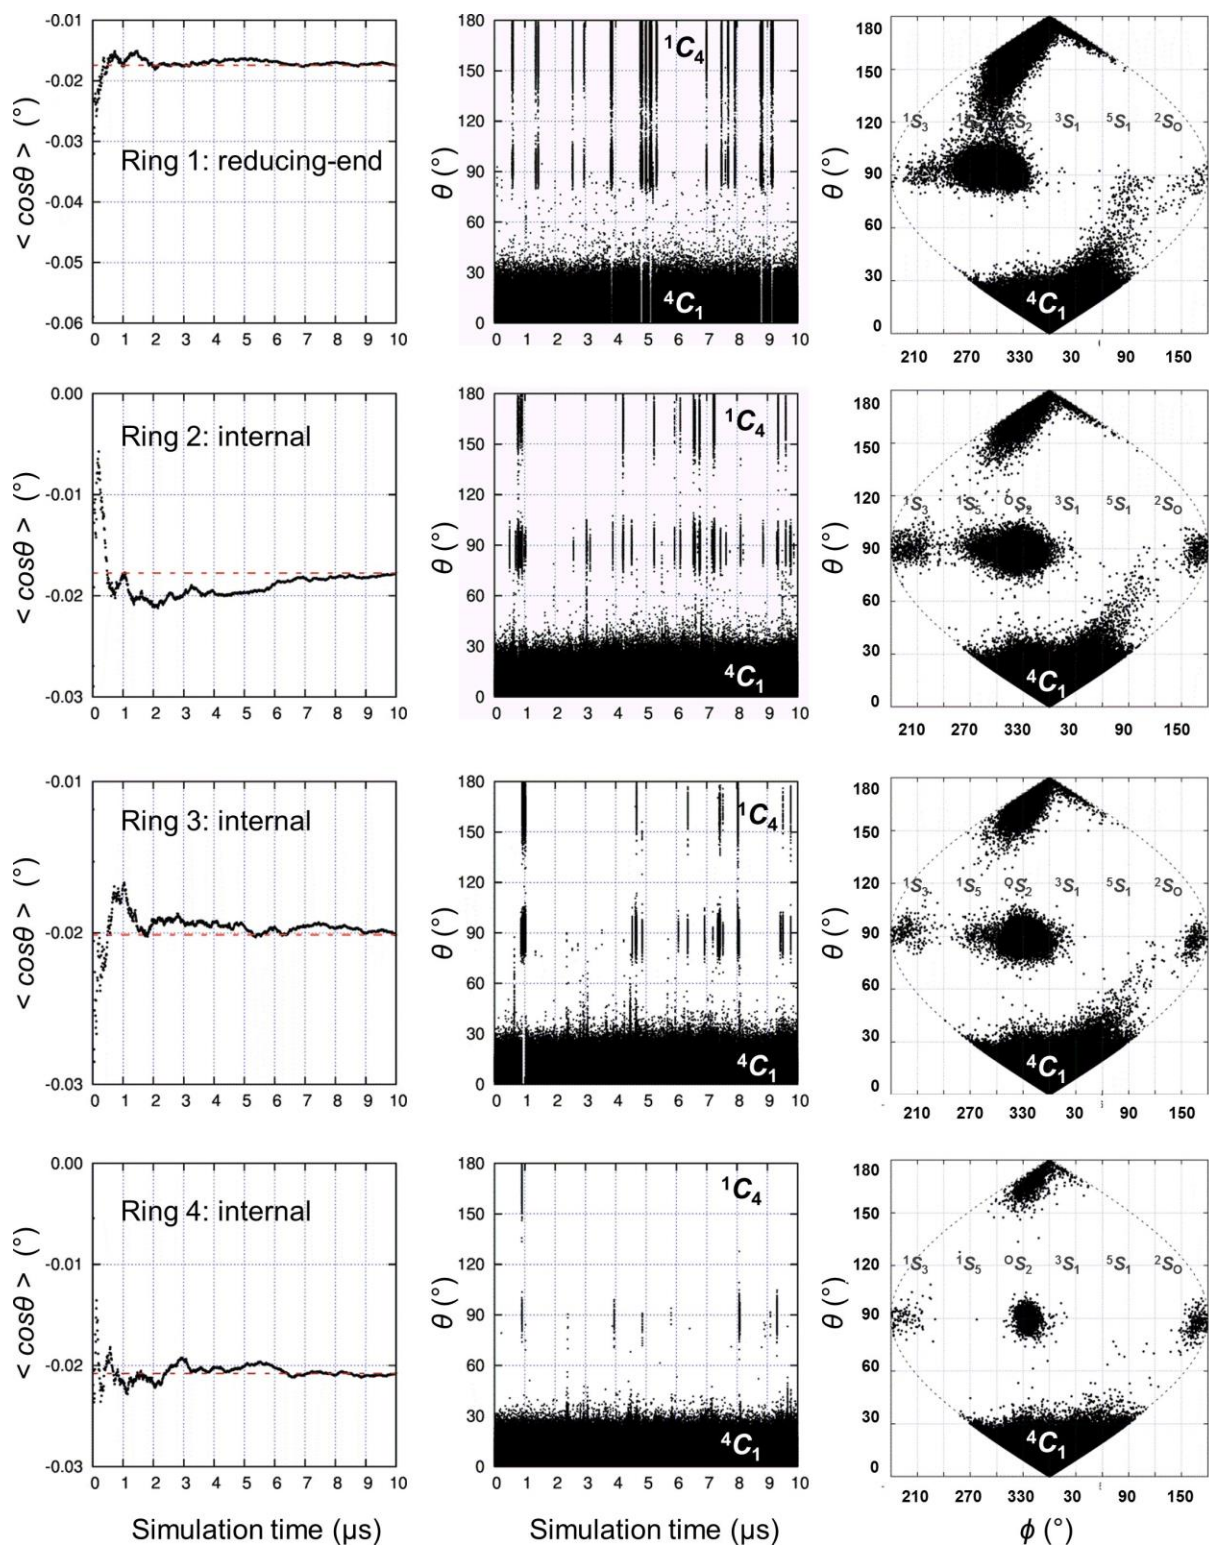 -0.01
-0.02
-0.03
-0.04
-0.05
-0.06
< cosθ > (°)
Ring 1: reducing-end
0 1 2 3 4 5 6 7 8 9 10
180
150
120
90
60
30
0
θ (°)
¹C₄
⁴C₁
0 1 2 3 4 5 6 7 8 9 10
180
150
120
90
60
30
0
θ (°)
¹S₃ ³S₁ ⁵S₁ ²S_O
⁴C₁
210 270 330 30 90 150
0.00
-0.01
-0.02
-0.03
< cosθ > (°)
Ring 2: internal
0 1 2 3 4 5 6 7 8 9 10
180
150
120
90
60
30
0
θ (°)
¹C₄
⁴C₁
0 1 2 3 4 5 6 7 8 9 10
180
150
120
90
60
30
0
θ (°)
¹S₃ ¹S₅ ᴼS₂ ³S₁ ⁵S₁ ²S_O
⁴C₁
210 270 330 30 90 150
-0.01
-0.02
-0.03
< cosθ > (°)
Ring 3: internal
0 1 2 3 4 5 6 7 8 9 10
180
150
120
90
60
30
0
θ (°)
¹C₄
⁴C₁
0 1 2 3 4 5 6 7 8 9 10
180
150
120
90
60
30
0
θ (°)
¹S₃ ¹S₅ ᴼS₂ ³S₁ ⁵S₁ ²S_O
⁴C₁
210 270 330 30 90 150
0.00
-0.01
-0.02
-0.03
< cosθ > (°)
Ring 4: internal
0 1 2 3 4 5 6 7 8 9 10
Simulation time (µs)
180
150
120
90
60
30
0
θ (°)
¹C₄
⁴C₁
0 1 2 3 4 5 6 7 8 9 10
Simulation time (µs)
180
150
120
90
60
30
0
θ (°)
¹S₃ ¹S₅ ᴼS₂ ³S₁ ⁵S₁ ²S_O
⁴C₁
210 270 330 30 90 150
ϕ (°)